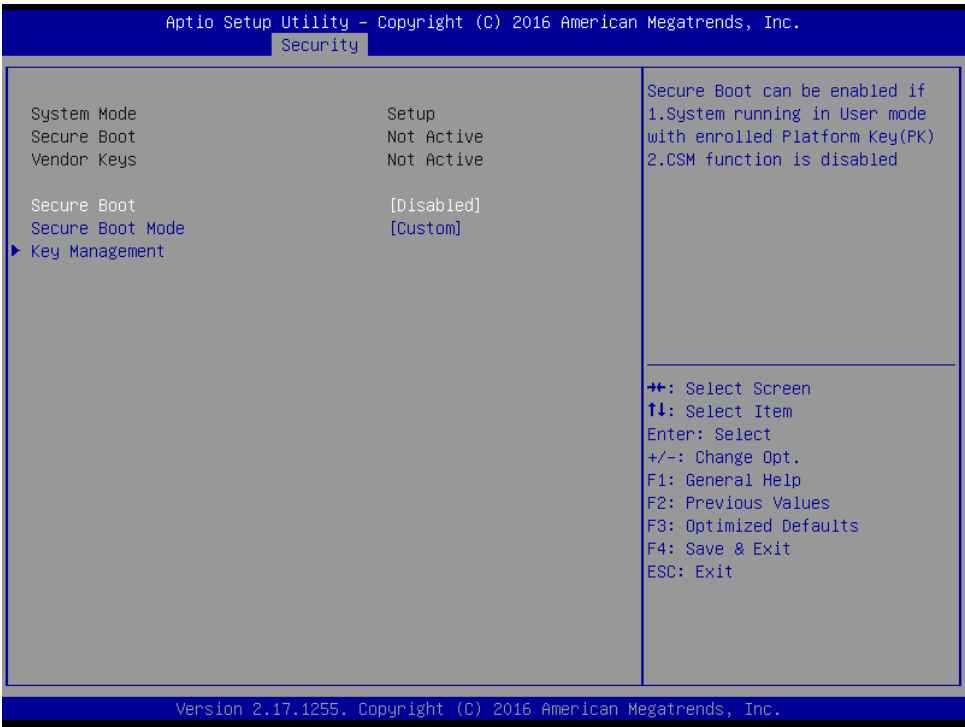 Aptio Setup Utility – Copyright (C) 2016 American Megatrends, Inc.
Security
System Mode Setup
Secure Boot Not Active
Vendor Keys Not Active
Secure Boot [Disabled]
Secure Boot Mode [Custom]
Key Management
Secure Boot can be enabled if
1.System running in User mode
with enrolled Platform Key(PK)
2.CSM function is disabled
→←: Select Screen
↑↓: Select Item
Enter: Select
+/-: Change Opt.
F1: General Help
F2: Previous Values
F3: Optimized Defaults
F4: Save & Exit
ESC: Exit
Version 2.17.1255. Copyright (C) 2016 American Megatrends, Inc.